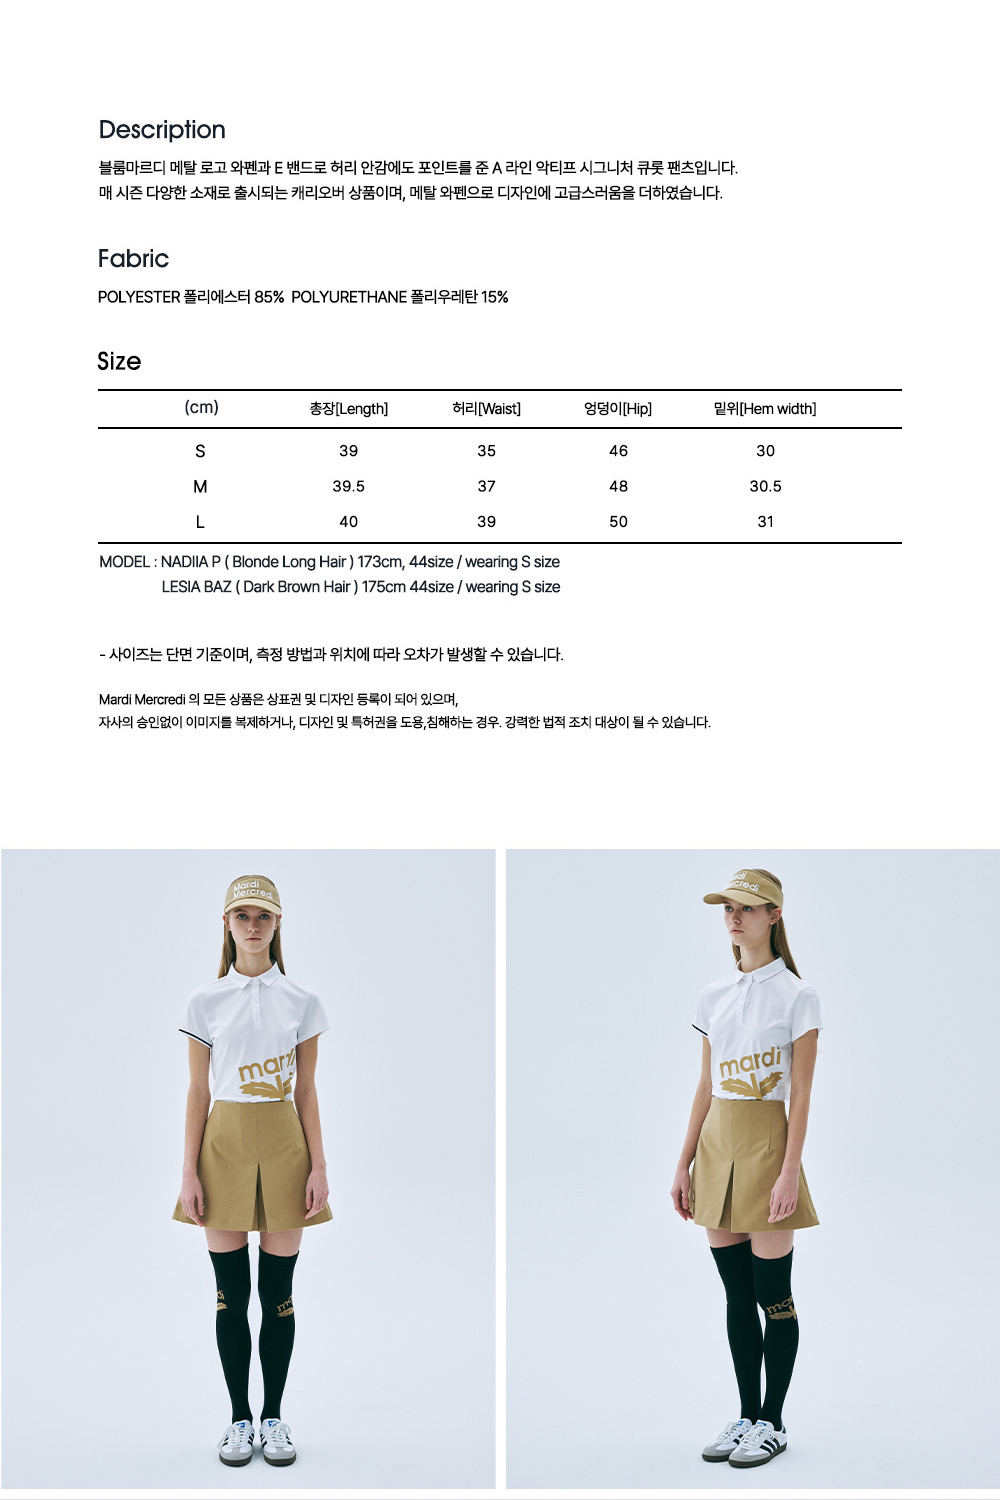 Description
블룸마르디 메탈 로고 와펜과 E 밴드로 허리 안감에도 포인트를 준 A 라인 악티프 시그니처 큐롯 팬츠입니다.
매 시즌 다양한 소재로 출시되는 캐리오버 상품이며, 메탈 와펜으로 디자인에 고급스러움을 더하였습니다.
Fabric
POLYESTER 폴리에스터 85% POLYURETHANE 폴리우레탄 15%
Size
(cm) 총장[Length] 허리[Waist] 엉덩이[Hip] 밑위[Hem width]
S 39 35 46 30
M 39.5 37 48 30.5
L 40 39 50 31
MODEL : NADIIA P ( Blonde Long Hair ) 173cm, 44size / wearing S size
LESIA BAZ ( Dark Brown Hair ) 175cm 44size / wearing S size
- 사이즈는 단면 기준이며, 측정 방법과 위치에 따라 오차가 발생할 수 있습니다.
Mardi Mercredi 의 모든 상품은 상표권 및 디자인 등록이 되어 있으며,
자사의 승인없이 이미지를 복제하거나, 디자인 및 특허권을 도용,침해하는 경우. 강력한 법적 조치 대상이 될 수 있습니다.
Mardi
Mercredi
mardi
mardi